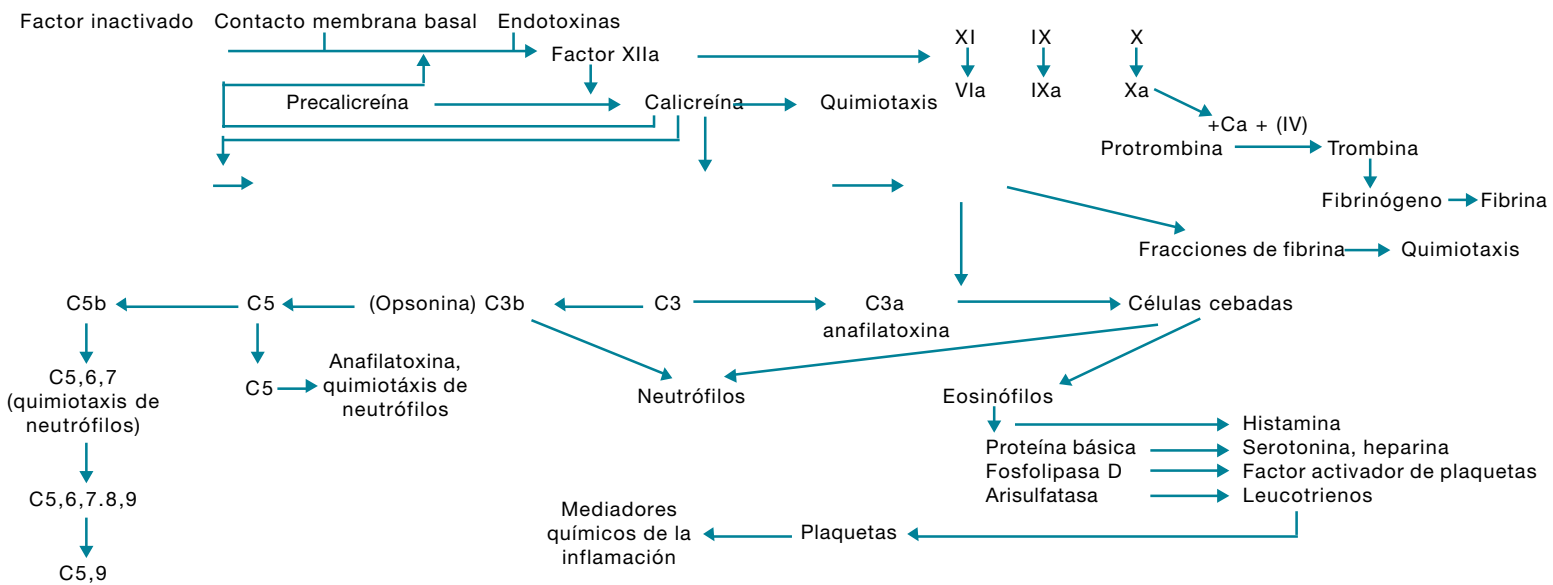 Factor inactivado
Contacto membrana basal
Endotoxinas
Factor XIIa
XI
IX
X
VIa
IXa
Xa
Precalicreína
Calicreína
Quimiotaxis
+Ca + (IV)
Protrombina
Trombina
Fibrinógeno
Fibrina
Fracciones de fibrina
Quimiotaxis
C5b
C5
(Opsonina) C3b
C3
C3a
anafilatoxina
Células cebadas
C5,6,7
(quimiotaxis de
neutrófilos)
C5
Anafilatoxina,
quimiotáxis de
neutrófilos
Neutrófilos
Eosinófilos
Histamina
Proteína básica
Serotonina, heparina
Fosfolipasa D
Factor activador de plaquetas
Arisulfatasa
Leucotrienos
C5,6,7.8,9
Mediadores
químicos de la
inflamación
Plaquetas
C5,9